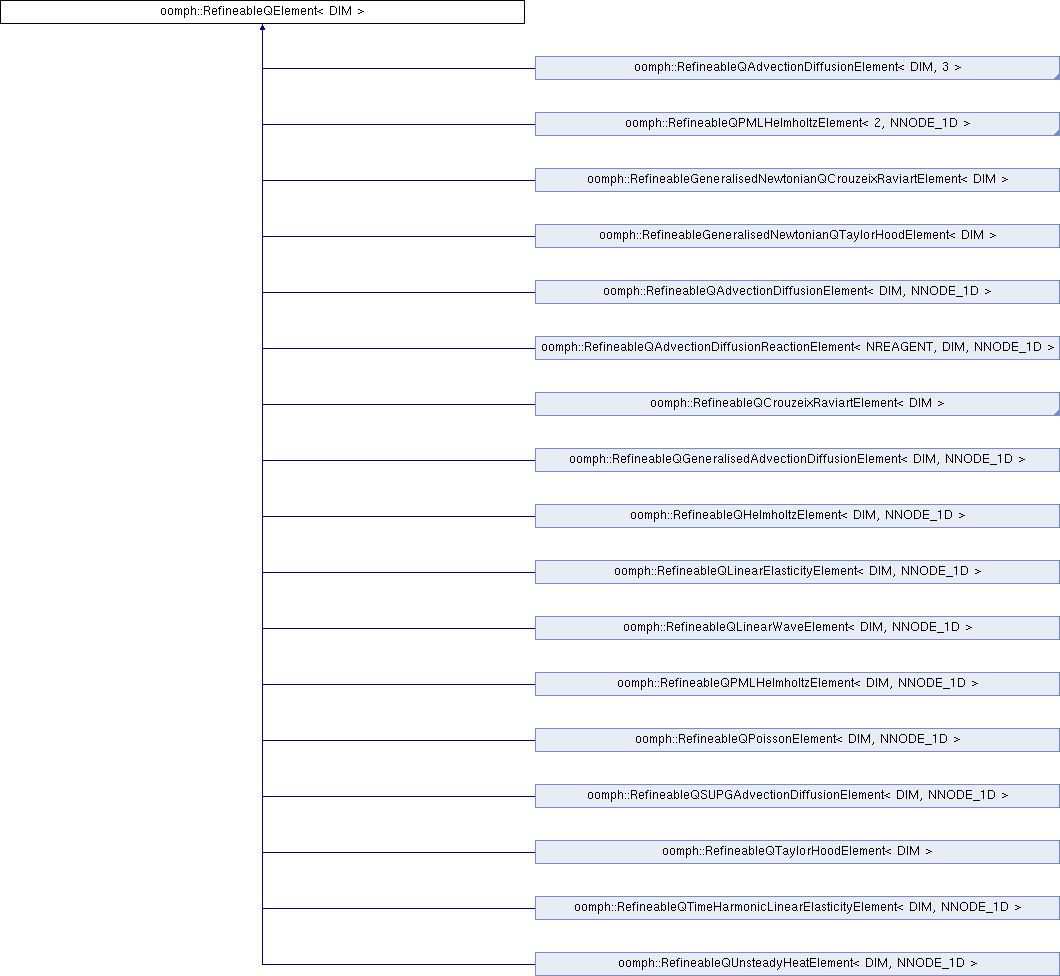 oomph::RefineableQElement< DIM >
oomph::RefineableQAdvectionDiffusionElement< DIM, 3 >
oomph::RefineableQPMLHelmholtzElement< 2, NNODE_1D >
oomph::RefineableGeneralisedNewtonianQCrouzeixRaviartElement< DIM >
oomph::RefineableGeneralisedNewtonianQTaylorHoodElement< DIM >
oomph::RefineableQAdvectionDiffusionElement< DIM, NNODE_1D >
oomph::RefineableQAdvectionDiffusionReactionElement< NREAGENT, DIM, NNODE_1D >
oomph::RefineableQCrouzeixRaviartElement< DIM >
oomph::RefineableQGeneralisedAdvectionDiffusionElement< DIM, NNODE_1D >
oomph::RefineableQHelmholtzElement< DIM, NNODE_1D >
oomph::RefineableQLinearElasticityElement< DIM, NNODE_1D >
oomph::RefineableQLinearWaveElement< DIM, NNODE_1D >
oomph::RefineableQPMLHelmholtzElement< DIM, NNODE_1D >
oomph::RefineableQPoissonElement< DIM, NNODE_1D >
oomph::RefineableQSUPGAdvectionDiffusionElement< DIM, NNODE_1D >
oomph::RefineableQTaylorHoodElement< DIM >
oomph::RefineableQTimeHarmonicLinearElasticityElement< DIM, NNODE_1D >
oomph::RefineableQUnsteadyHeatElement< DIM, NNODE_1D >